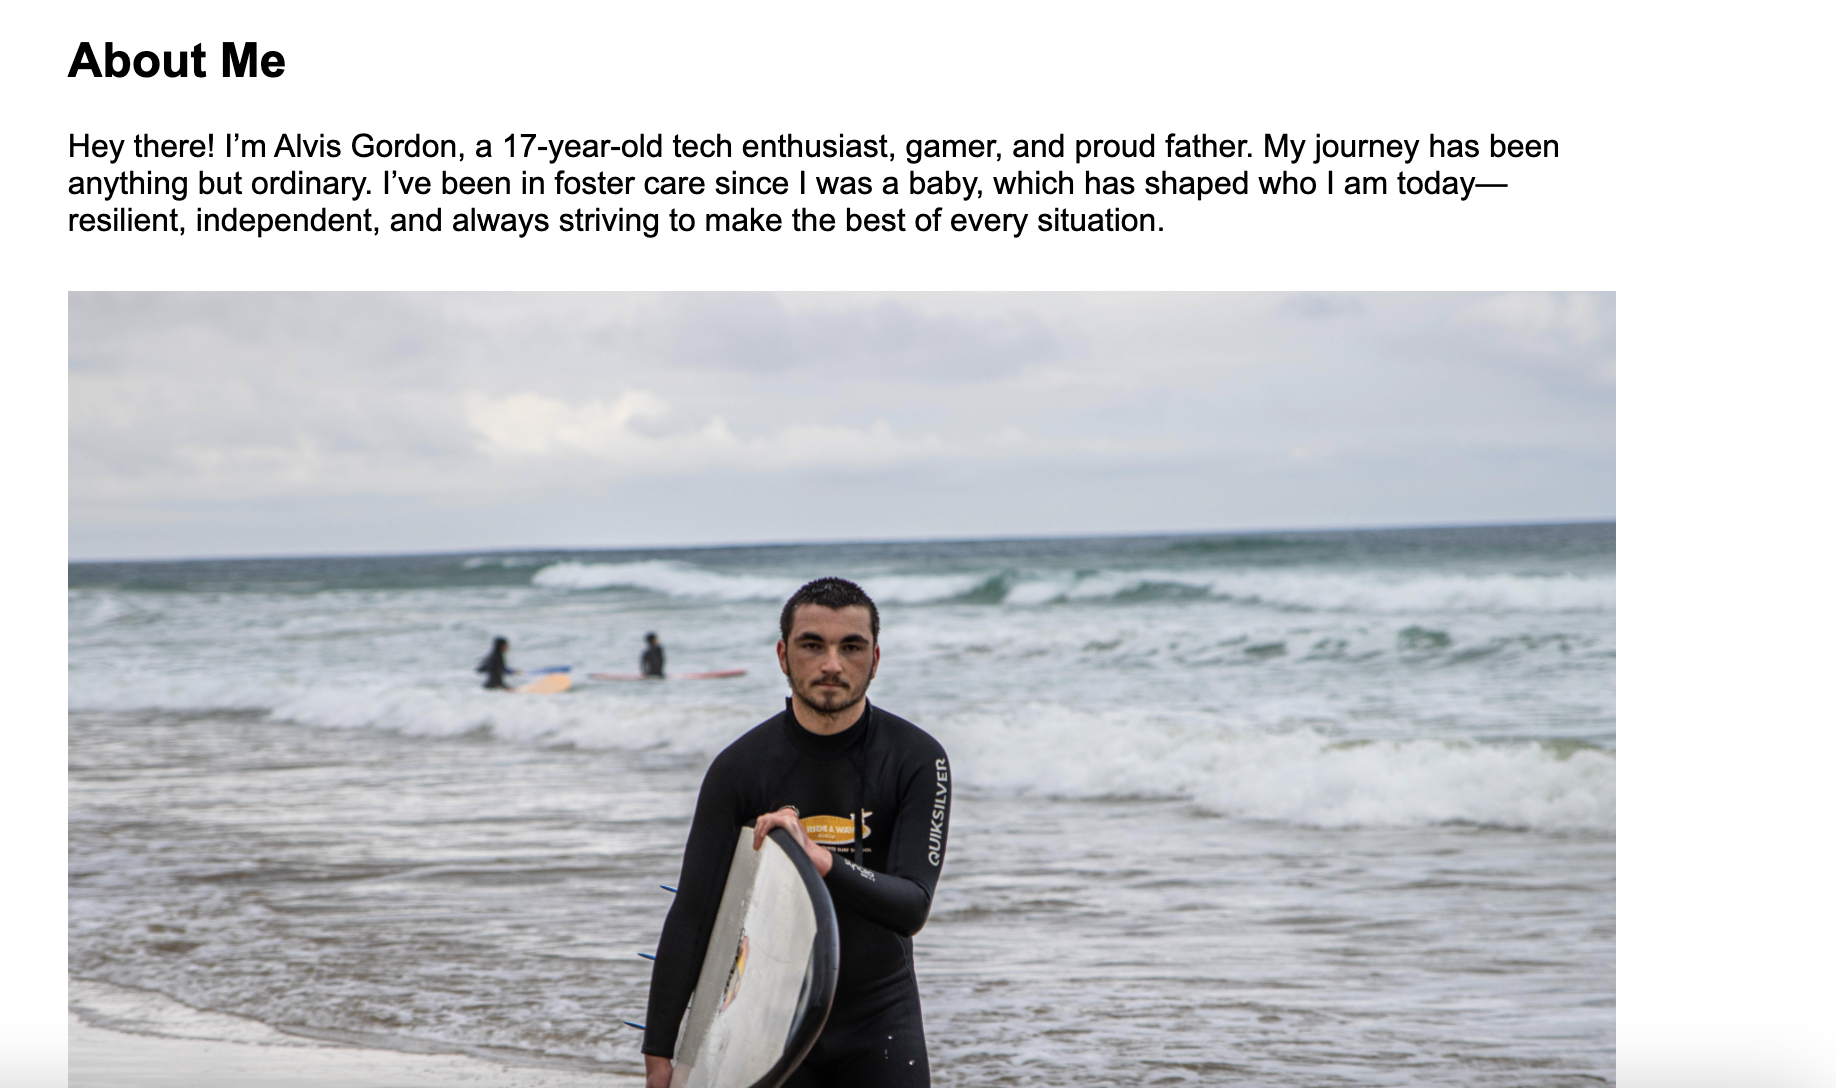 About Me
Hey there! I’m Alvis Gordon, a 17-year-old tech enthusiast, gamer, and proud father. My journey has been
anything but ordinary. I’ve been in foster care since I was a baby, which has shaped who I am today—
resilient, independent, and always striving to make the best of every situation.
QUIKSILVER
RIDE A WAV